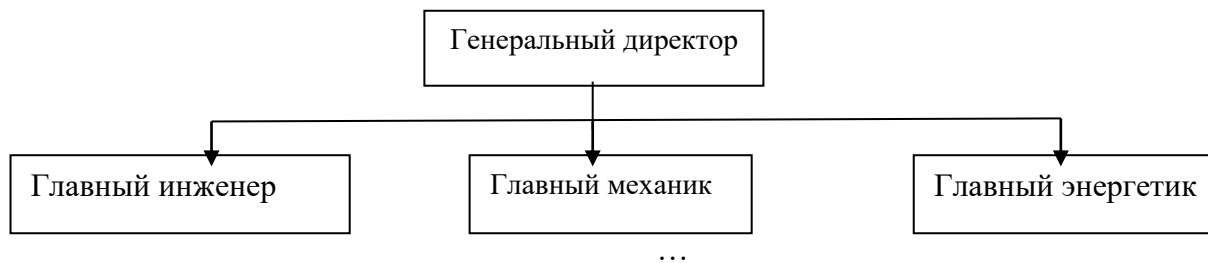 Генеральный директор
Главный инженер
Главный механик
Главный энергетик
…